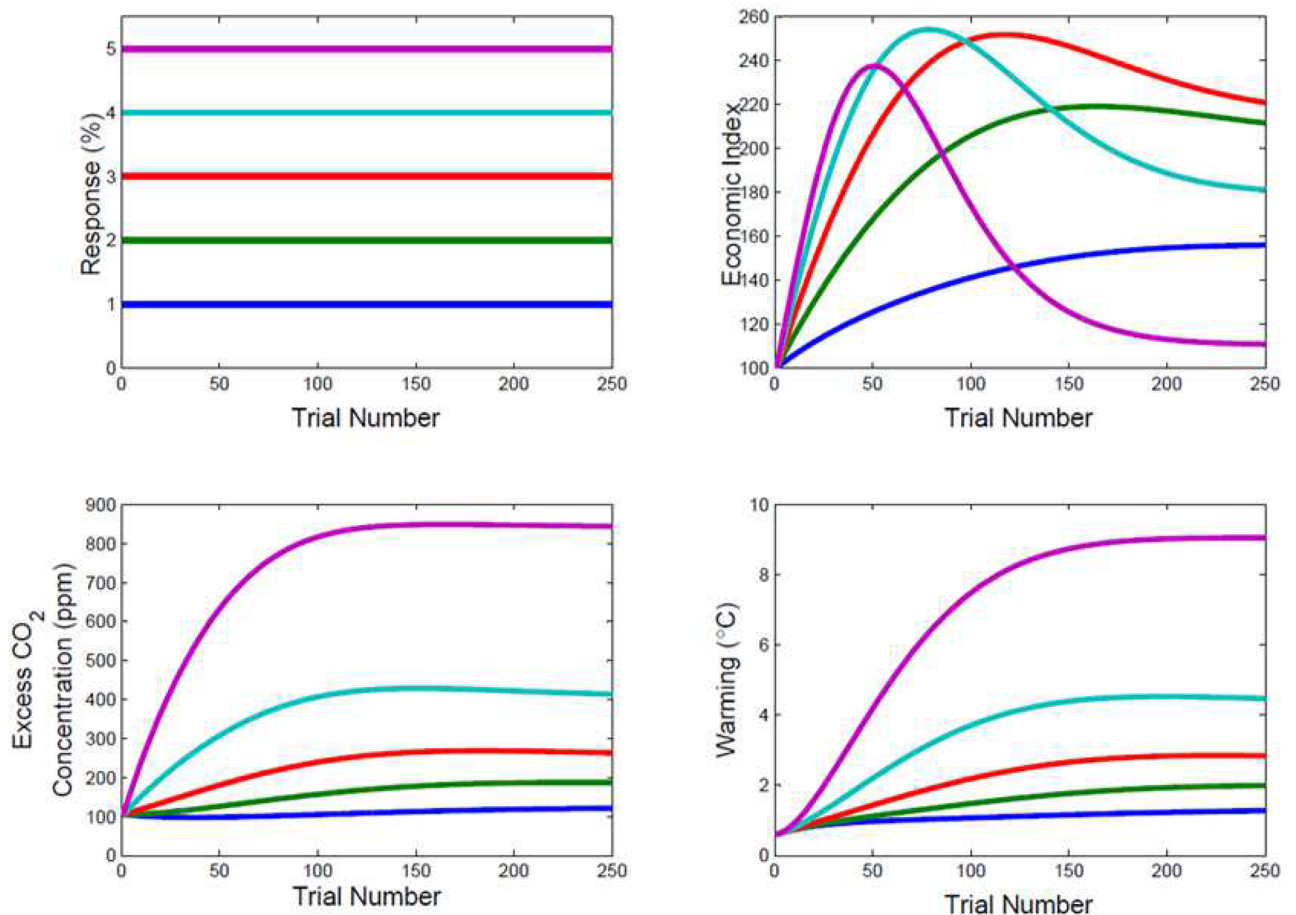 5
4
3
2
1
0
Response (%)
0 50 100 150 200 250
Trial Number
260
240
220
200
180
160
140
120
100
Economic Index
0 50 100 150 200 250
Trial Number
900
800
700
600
500
400
300
200
100
0
Excess CO2
Concentration (ppm)
0 50 100 150 200 250
Trial Number
10
8
6
4
2
0
Warming (°C)
0 50 100 150 200 250
Trial Number